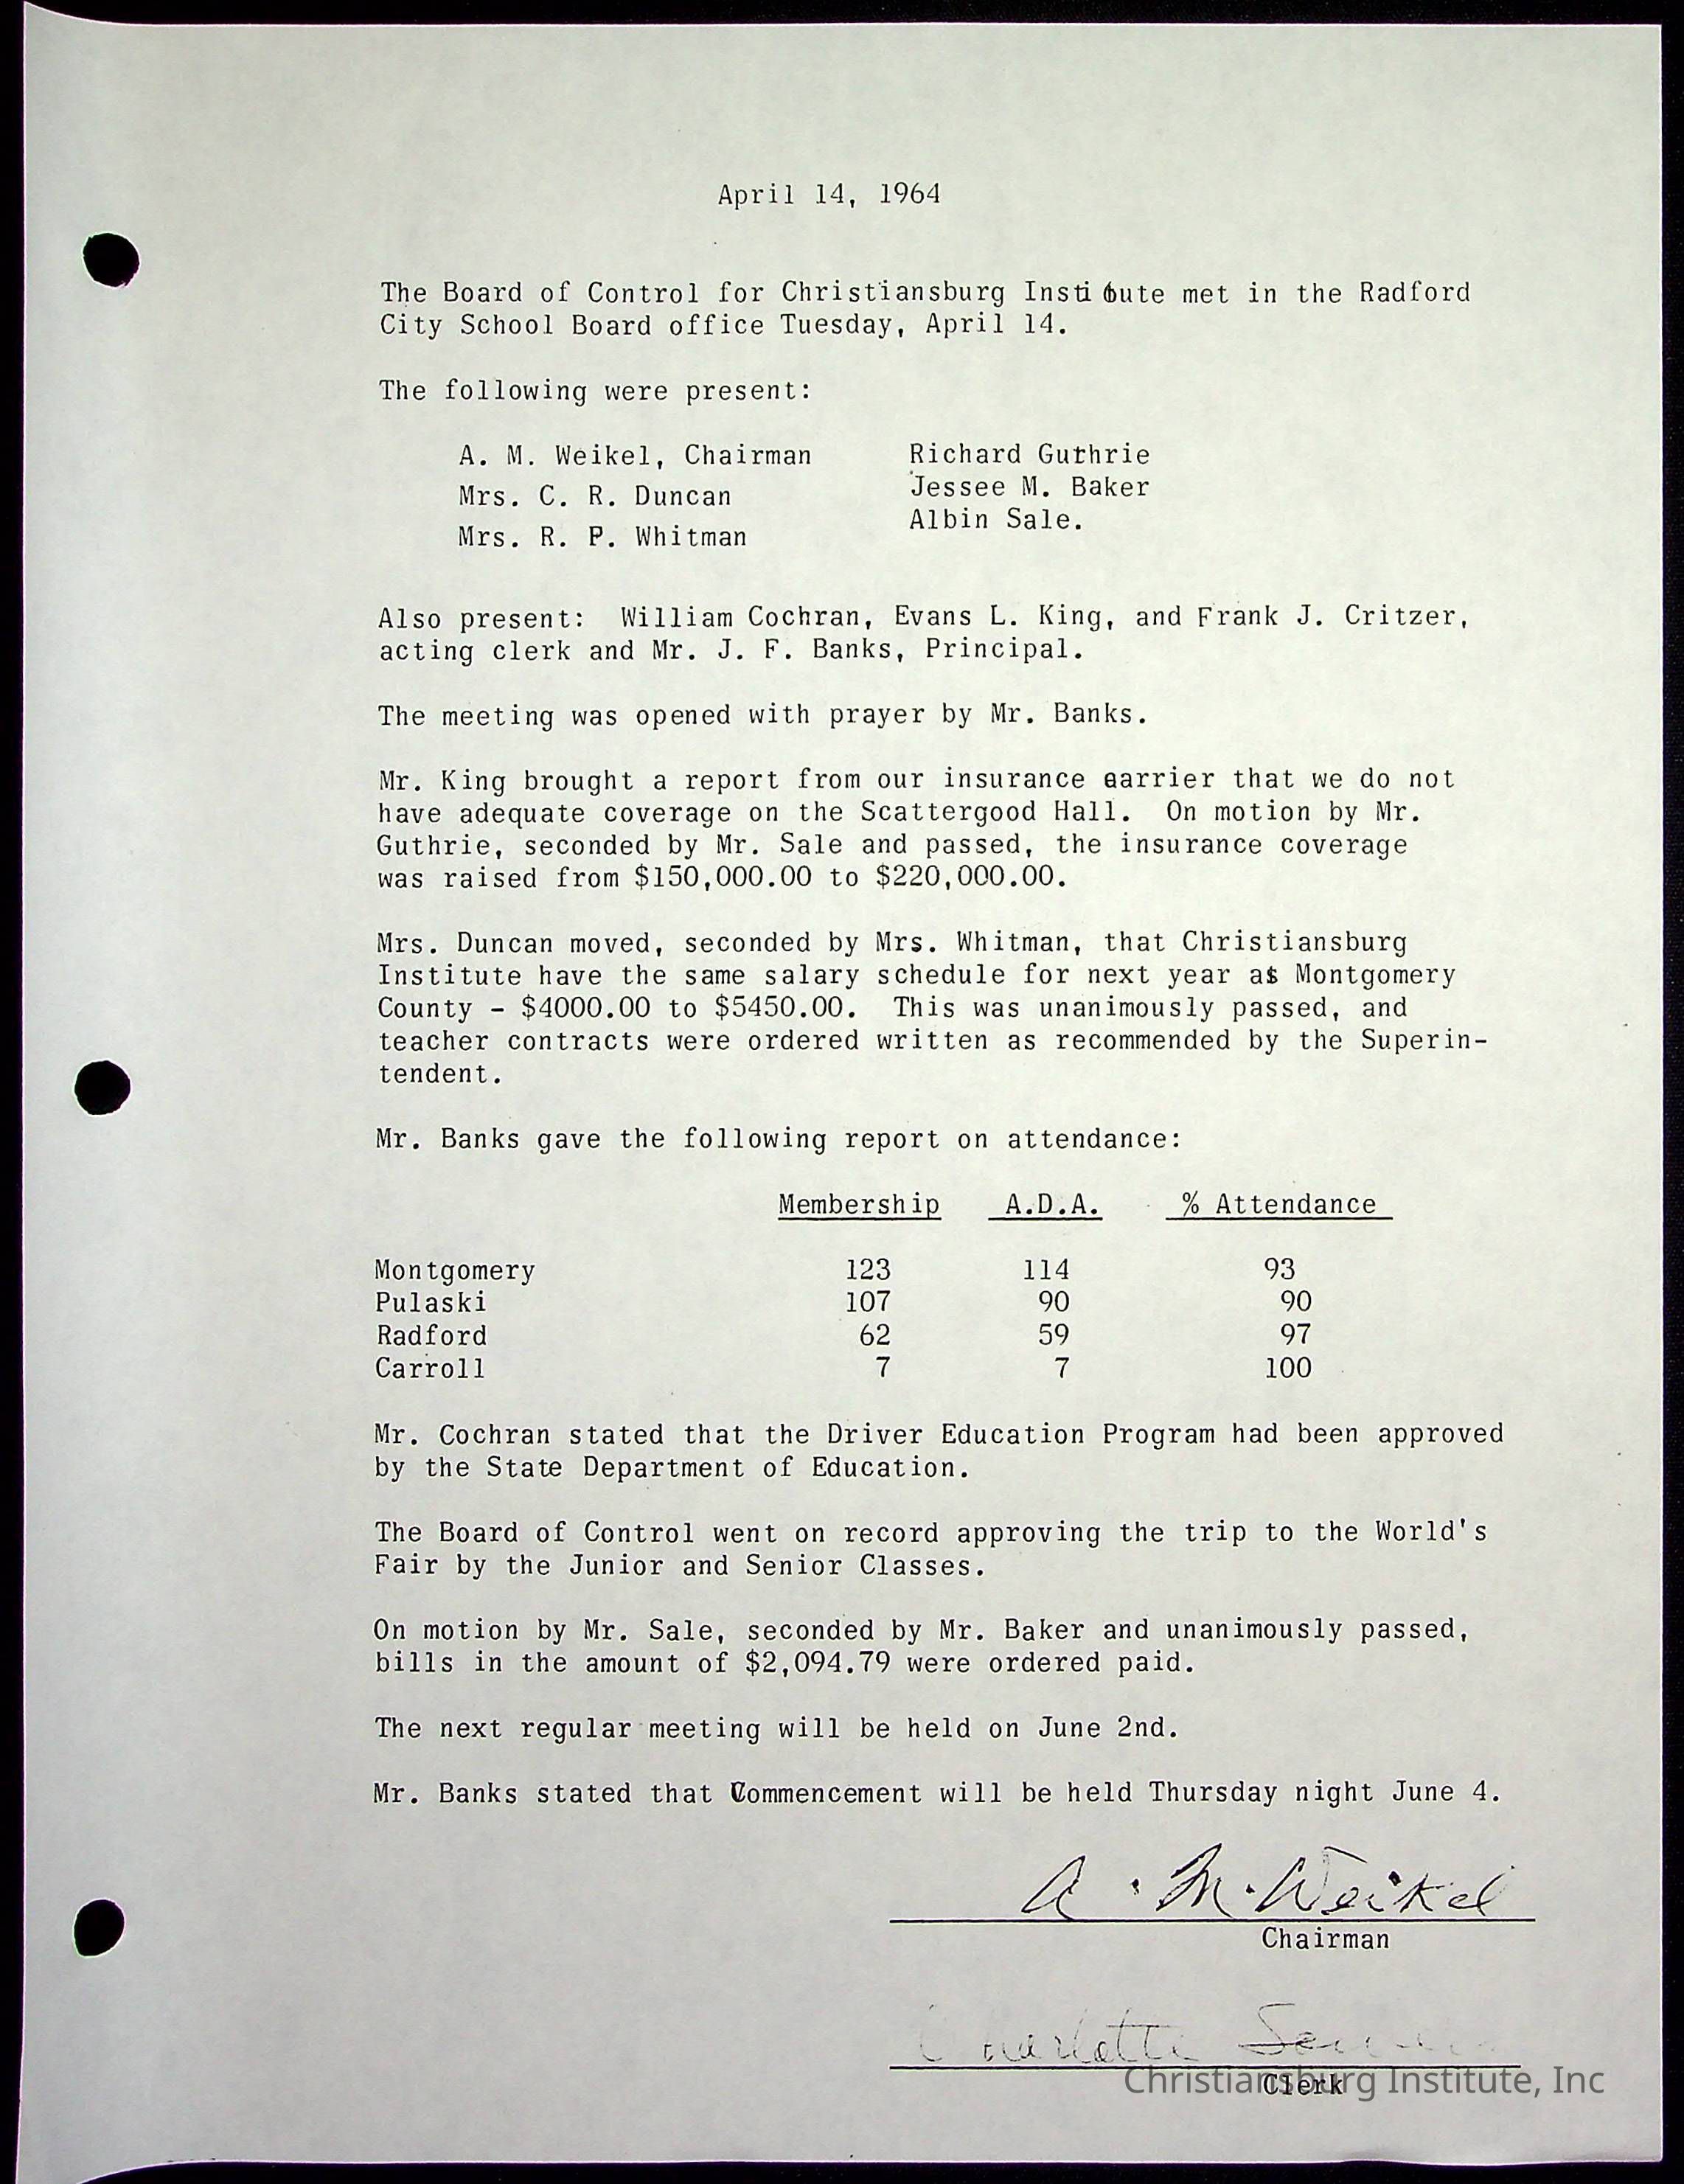 April 14, 1964
The Board of Control for Christiansburg Institute met in the Radford
City School Board office Tuesday, April 14.
The following were present:
A. M. Weikel, Chairman Richard Guthrie
Mrs. C. R. Duncan Jessee M. Baker
Mrs. R. P. Whitman Albin Sale.
Also present: William Cochran, Evans L. King, and Frank J. Critzer,
acting clerk and Mr. J. F. Banks, Principal.
The meeting was opened with prayer by Mr. Banks.
Mr. King brought a report from our insurance carrier that we do not
have adequate coverage on the Scattergood Hall. On motion by Mr.
Guthrie, seconded by Mr. Sale and passed, the insurance coverage
was raised from $150,000.00 to $220,000.00.
Mrs. Duncan moved, seconded by Mrs. Whitman, that Christiansburg
Institute have the same salary schedule for next year as Montgomery
County - $4000.00 to $5450.00. This was unanimously passed, and
teacher contracts were ordered written as recommended by the Superin-
tendent.
Mr. Banks gave the following report on attendance:
Membership A.D.A. % Attendance
Montgomery 123 114 93
Pulaski 107 90 90
Radford 62 59 97
Carroll 7 7 100
Mr. Cochran stated that the Driver Education Program had been approved
by the State Department of Education.
The Board of Control went on record approving the trip to the World's
Fair by the Junior and Senior Classes.
On motion by Mr. Sale, seconded by Mr. Baker and unanimously passed,
bills in the amount of $2,094.79 were ordered paid.
The next regular meeting will be held on June 2nd.
Mr. Banks stated that Commencement will be held Thursday night June 4.
A. M. Weikel
Chairman
Charlotte
Clerk
Christiansburg Institute, Inc